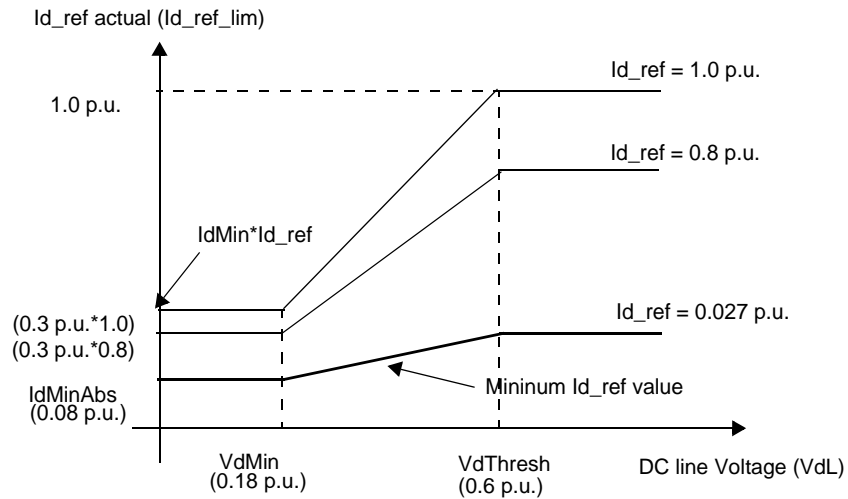 Id_ref actual (Id_ref_lim)
Id_ref = 1.0 p.u.
1.0 p.u.
Id_ref = 0.8 p.u.
IdMin*Id_ref
Id_ref = 0.027 p.u.
(0.3 p.u.*1.0)
(0.3 p.u.*0.8)
IdMinAbs
(0.08 p.u.)
Mininum Id_ref value
VdMin
(0.18 p.u.)
VdThresh
(0.6 p.u.)
DC line Voltage (VdL)